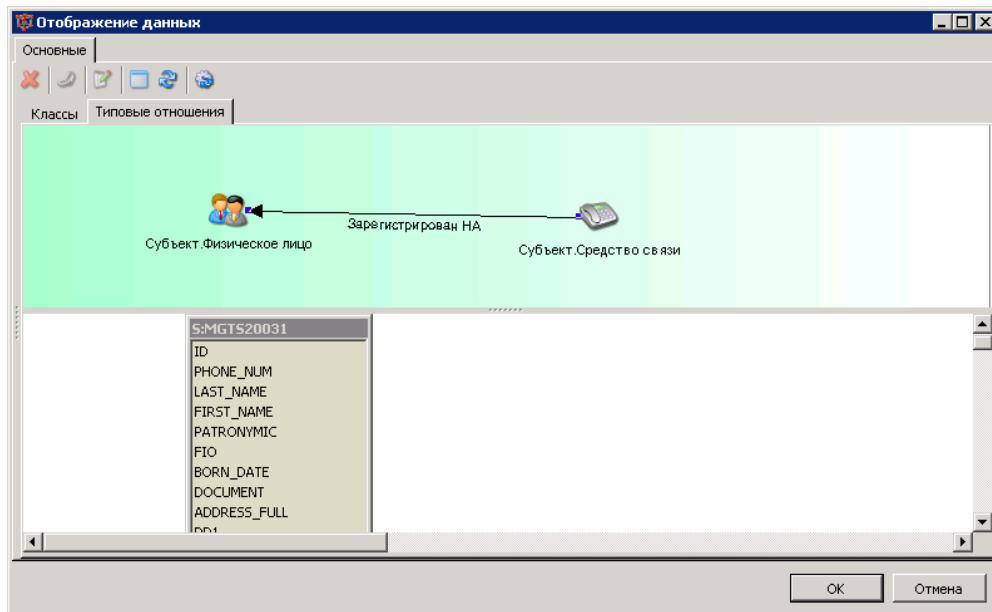 Отображение данных
Основные
Классы Типовые отношения
Зарегистрирован НА
Субъект.Физическое лицо
Субъект.Средство связи
S:MGTS20031
ID
PHONE_NUM
LAST_NAME
FIRST_NAME
PATRONYMIC
FIO
BORN_DATE
DOCUMENT
ADDRESS_FULL
DD1
OK Отмена